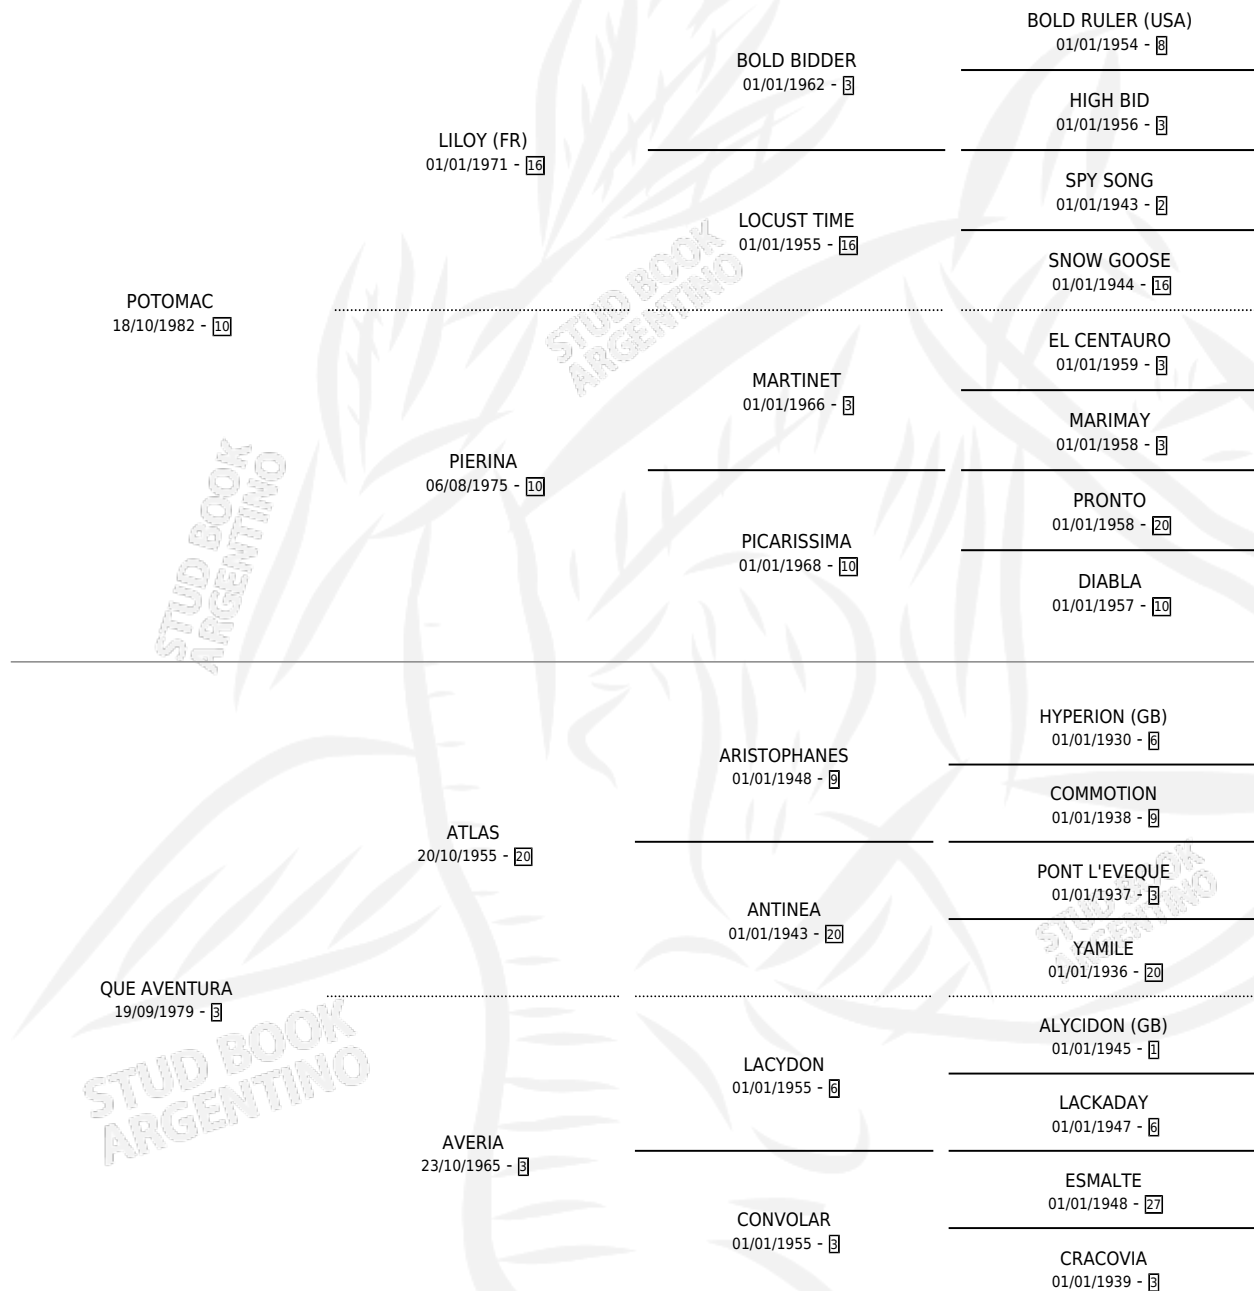 BOLD RULER (USA)
01/01/1954 - 8
BOLD BIDDER
01/01/1962 - 3
HIGH BID
01/01/1956 - 3
LILOY (FR)
01/01/1971 - 16
SPY SONG
01/01/1943 - 2
LOCUST TIME
01/01/1955 - 16
SNOW GOOSE
01/01/1944 - 16
POTOMAC
18/10/1982 - 10
EL CENTAURO
01/01/1959 - 3
MARTINET
01/01/1966 - 3
MARIMAY
01/01/1958 - 3
PIERINA
06/08/1975 - 10
PRONTO
01/01/1958 - 20
PICARISSIMA
01/01/1968 - 10
DIABLA
01/01/1957 - 10
HYPERION (GB)
01/01/1930 - 6
ARISTOPHANES
01/01/1948 - 9
COMMOTION
01/01/1938 - 9
ATLAS
20/10/1955 - 20
PONT L'EVEQUE
01/01/1937 - 3
ANTINEA
01/01/1943 - 20
YAMILE
01/01/1936 - 20
QUE AVENTURA
19/09/1979 - 3
ALYCIDON (GB)
01/01/1945 - 1
LACYDON
01/01/1955 - 6
LACKADAY
01/01/1947 - 6
AVERIA
23/10/1965 - 3
ESMALTE
01/01/1948 - 27
CONVOLAR
01/01/1955 - 3
CRACOVIA
01/01/1939 - 3
STUD BOOK
ARGENTINO
STUD BOOK
ARGENTINO
STUD BOOK
ARGENTINO
STUD BOOK
ARGENTINO